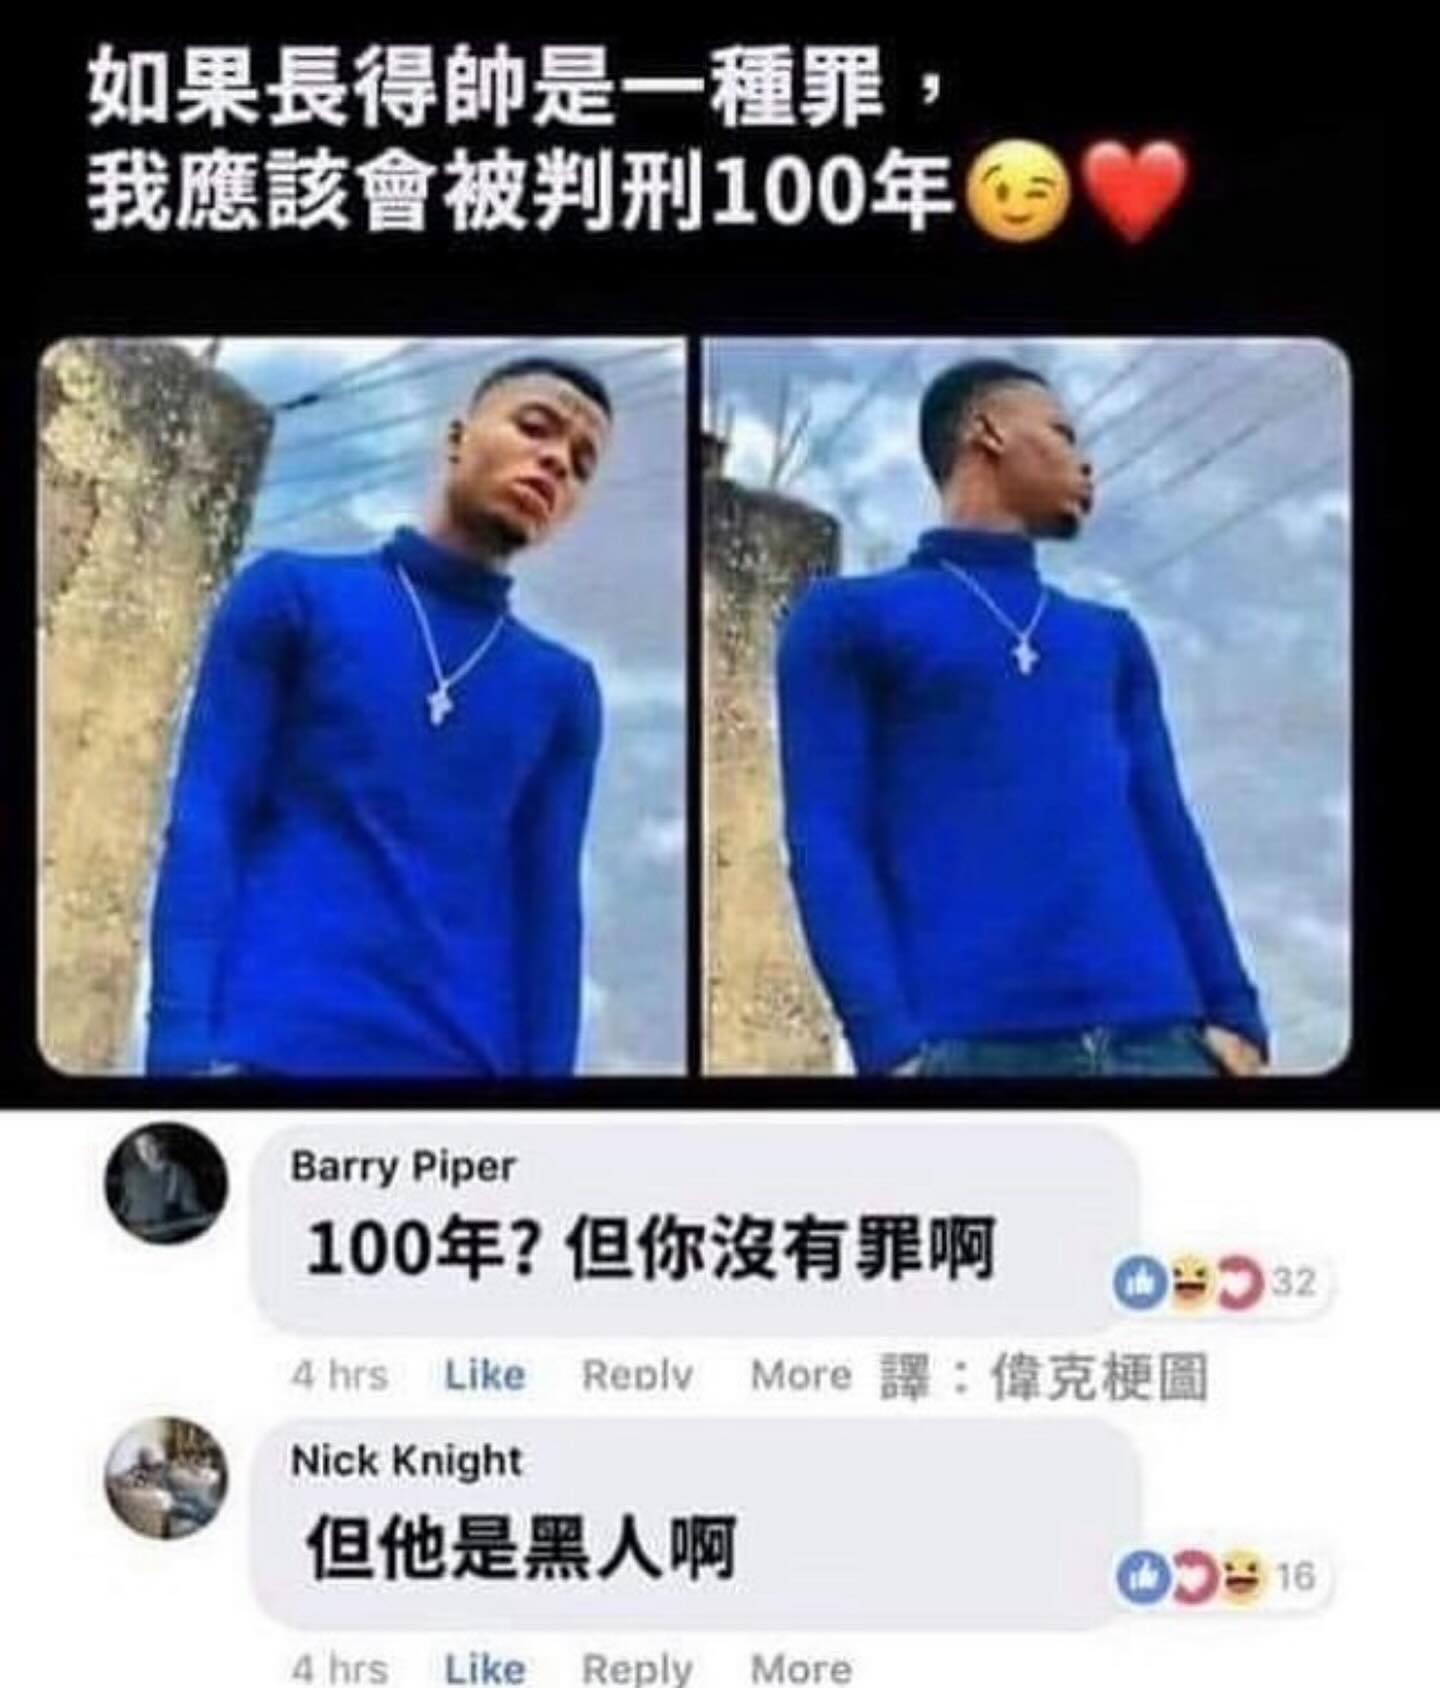 如果長得帥是一種罪，
我應該會被判刑100年😉❤️
Barry Piper
100年? 但你沒有罪啊
32
4 hrs Like Reply More 譯：偉克梗圖
Nick Knight
但他是黑人啊
16
4 hrs Like Reply More